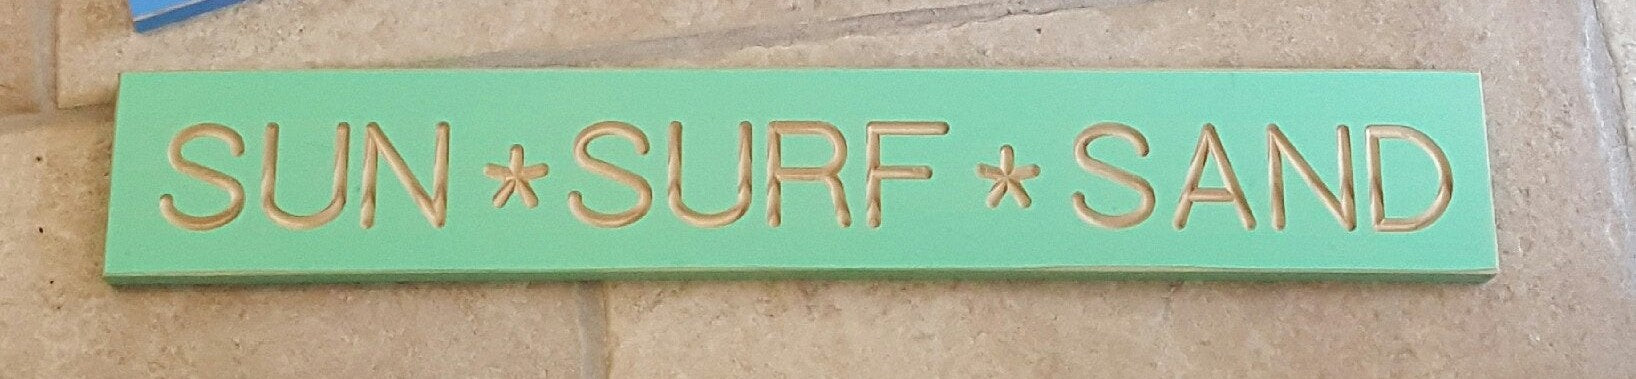 SUN * SURF * SAND